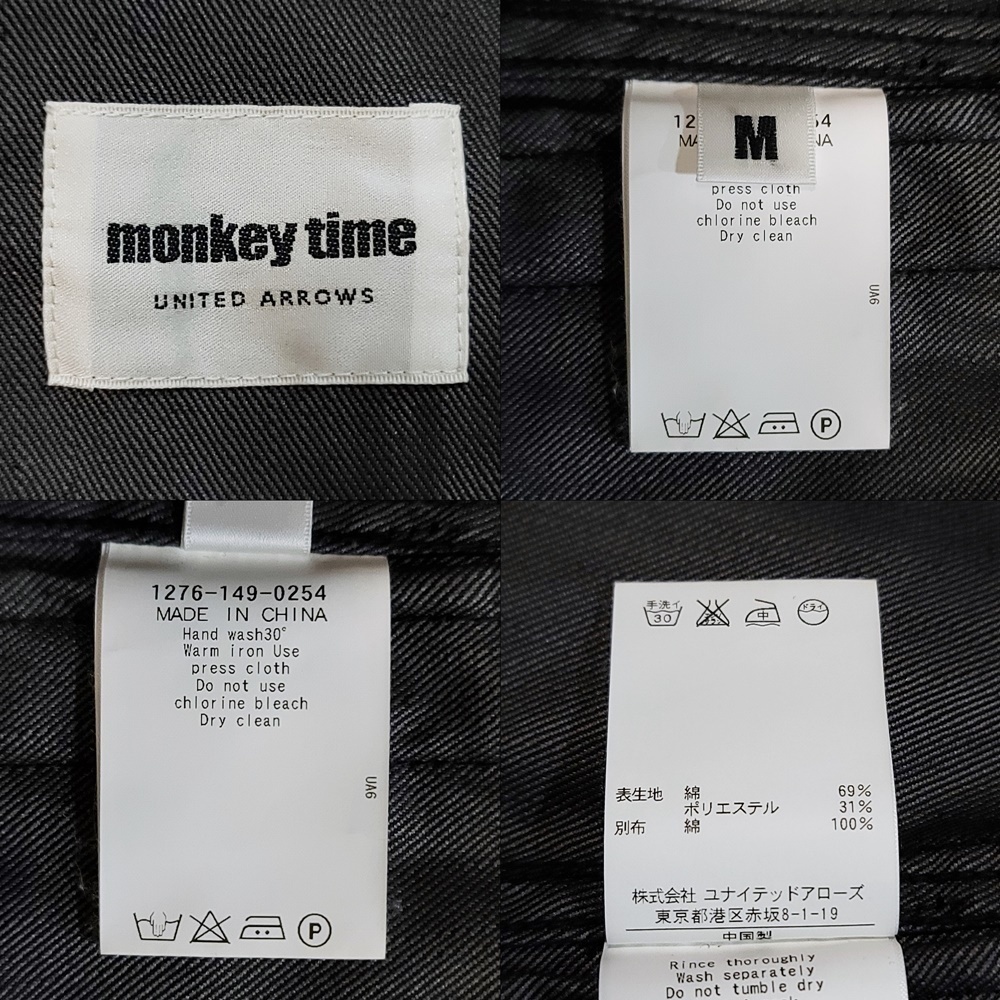 monkey time
UNITED ARROWS
M
press cloth
Do not use
chlorine bleach
Dry clean
UA6
P
1276-149-0254
MADE IN CHINA
Hand wash30°
Warm iron Use
press cloth
Do not use
chlorine bleach
Dry clean
UA6
P
手洗イ 中 ドライ
30
表生地 綿 69%
ポリエステル 31%
別布 綿 100%
株式会社 ユナイテッドアローズ
東京都港区赤坂8-1-19
中国製
Rince thoroughly
Wash separately
Do not tumble dry